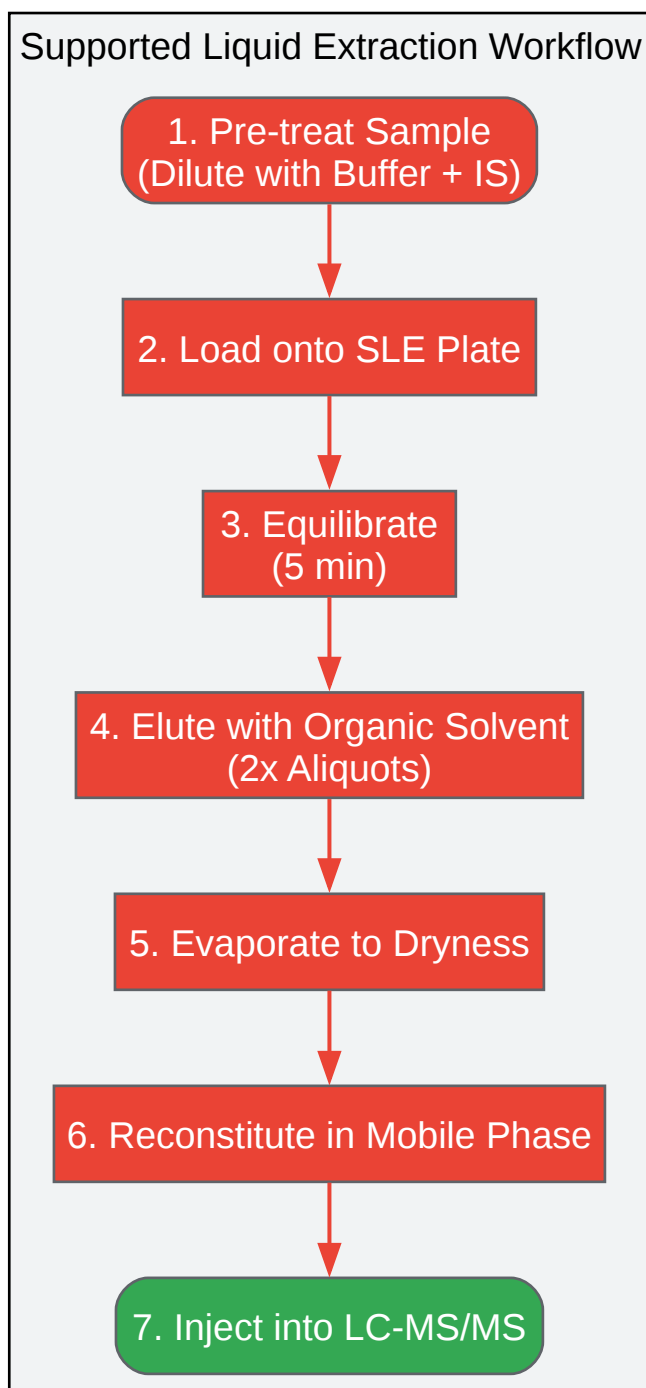 Supported Liquid Extraction Workflow
1. Pre-treat Sample
(Dilute with Buffer + IS)
2. Load onto SLE Plate
3. Equilibrate
(5 min)
4. Elute with Organic Solvent
(2x Aliquots)
5. Evaporate to Dryness
6. Reconstitute in Mobile Phase
7. Inject into LC-MS/MS